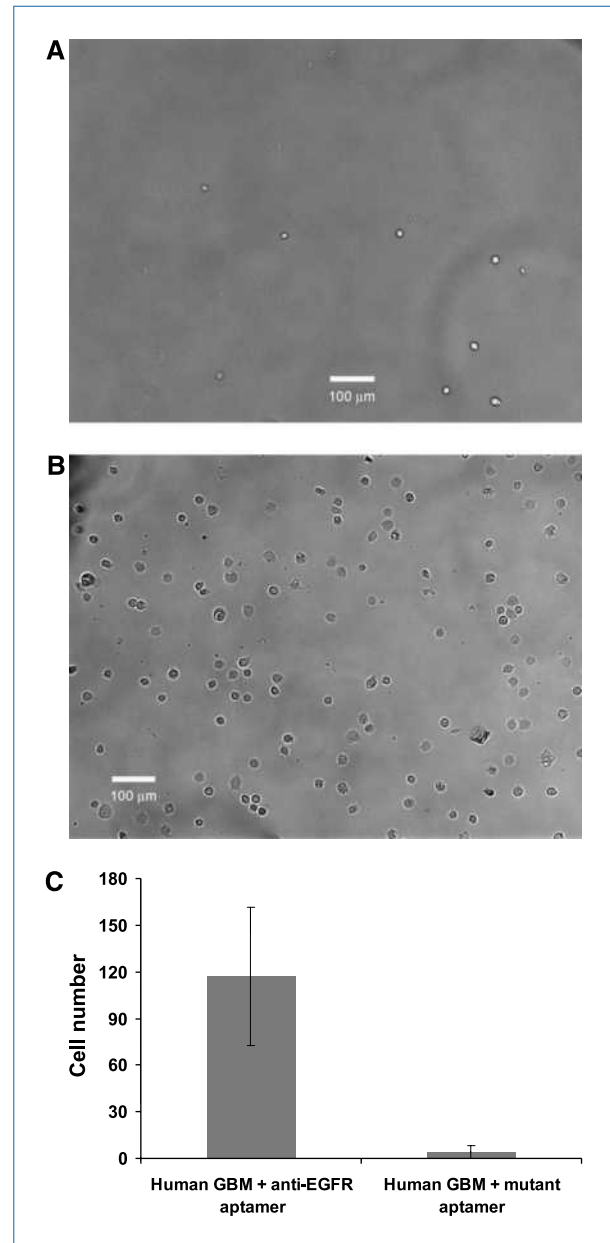 A
100 μm
B
100 μm
C
180
150
120
90
60
30
0
Cell number
Human GBM + anti-EGFR
aptamer
Human GBM + mutant
aptamer